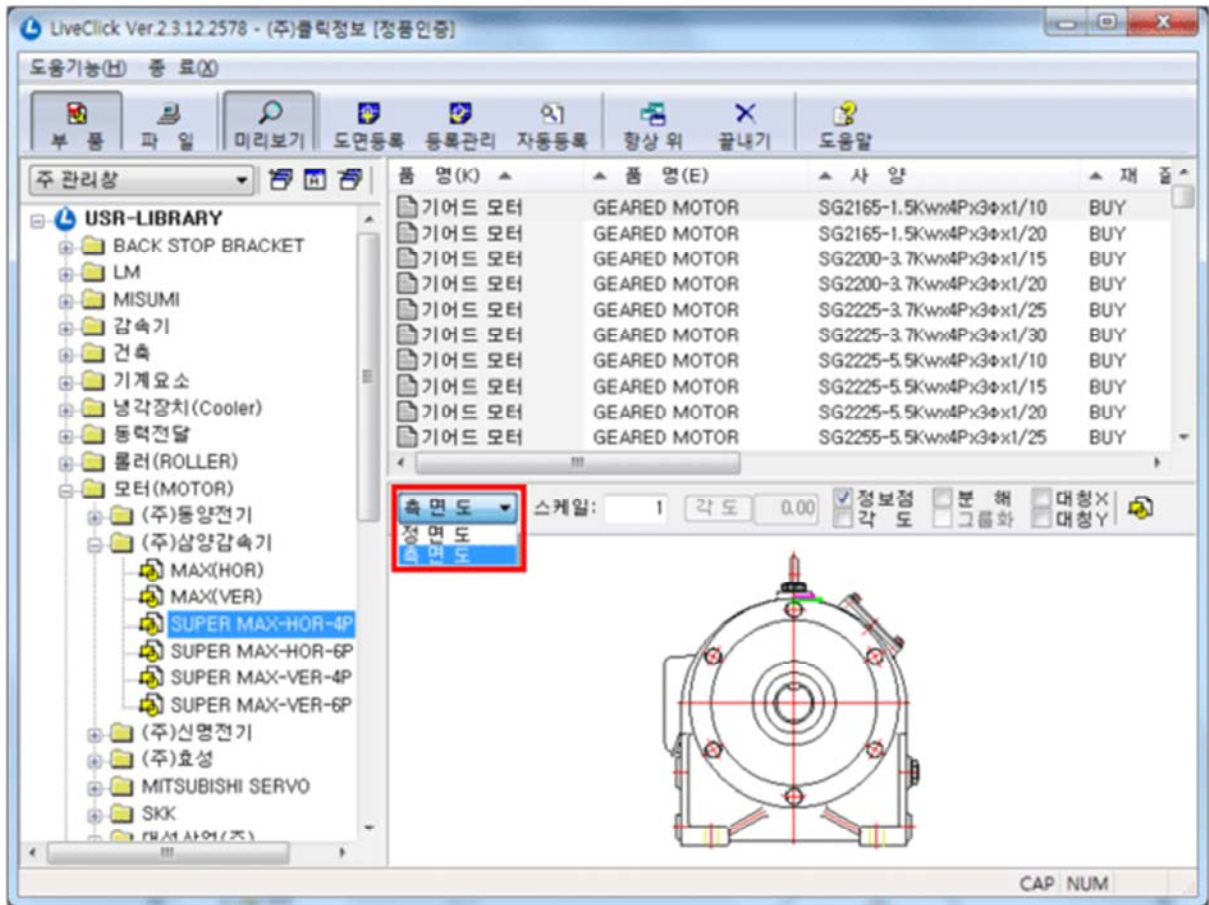 LiveClick Ver.2.3.12.2578 - (주)클릭정보 [정품인증]
도움기능(H) 종 료(X)
부 품 파 일 미리보기 도면등록 등록관리 자동등록 항상 위 끝내기 도움말
주 관리창
USR-LIBRARY
BACK STOP BRACKET
LM
MISUMI
감속기
건축
기계요소
냉각장치(Cooler)
동력전달
롤러(ROLLER)
모터(MOTOR)
(주)동양전기
(주)삼양감속기
MAX(HOR)
MAX(VER)
SUPER MAX-HOR-4P
SUPER MAX-HOR-6P
SUPER MAX-VER-4P
SUPER MAX-VER-6P
(주)신명전기
(주)효성
MITSUBISHI SERVO
SKK
품 명(K) 품 명(E) 사 양 재 질
기어드 모터 GEARED MOTOR SG2165-1.5Kwx4Px3Φx1/10 BUY
기어드 모터 GEARED MOTOR SG2165-1.5Kwx4Px3Φx1/20 BUY
기어드 모터 GEARED MOTOR SG2200-3.7Kwx4Px3Φx1/15 BUY
기어드 모터 GEARED MOTOR SG2200-3.7Kwx4Px3Φx1/20 BUY
기어드 모터 GEARED MOTOR SG2225-3.7Kwx4Px3Φx1/25 BUY
기어드 모터 GEARED MOTOR SG2225-3.7Kwx4Px3Φx1/30 BUY
기어드 모터 GEARED MOTOR SG2225-5.5Kwx4Px3Φx1/10 BUY
기어드 모터 GEARED MOTOR SG2225-5.5Kwx4Px3Φx1/15 BUY
기어드 모터 GEARED MOTOR SG2225-5.5Kwx4Px3Φx1/20 BUY
기어드 모터 GEARED MOTOR SG2255-5.5Kwx4Px3Φx1/25 BUY
측 면 도 스케일: 1 각 도 0.00 정보점 분 해 대칭X
각 도 그룹화 대칭Y
정 면 도
측 면 도
CAP NUM